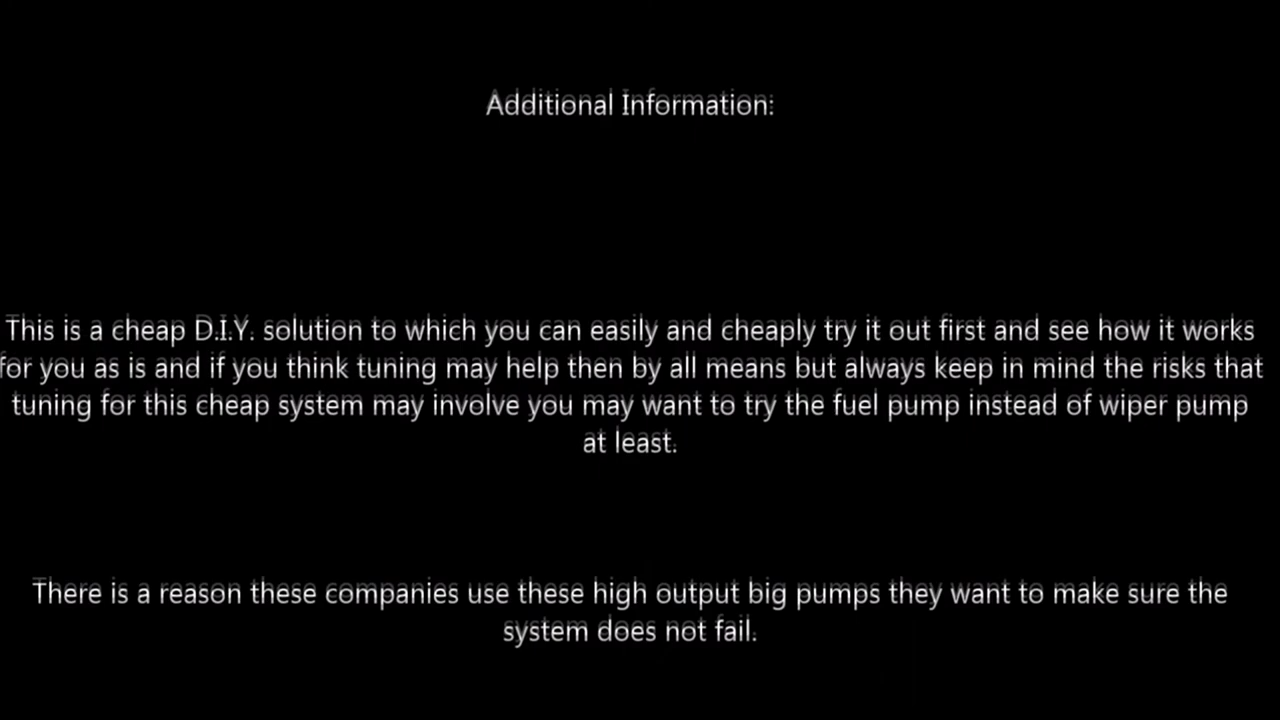 Additional Information:
This is a cheap D.I.Y. solution to which you can easily and cheaply try it out first and see how it works
for you as is and if you think tuning may help then by all means but always keep in mind the risks that
tuning for this cheap system may involve you may want to try the fuel pump instead of wiper pump
at least.
There is a reason these companies use these high output big pumps they want to make sure the
system does not fail.